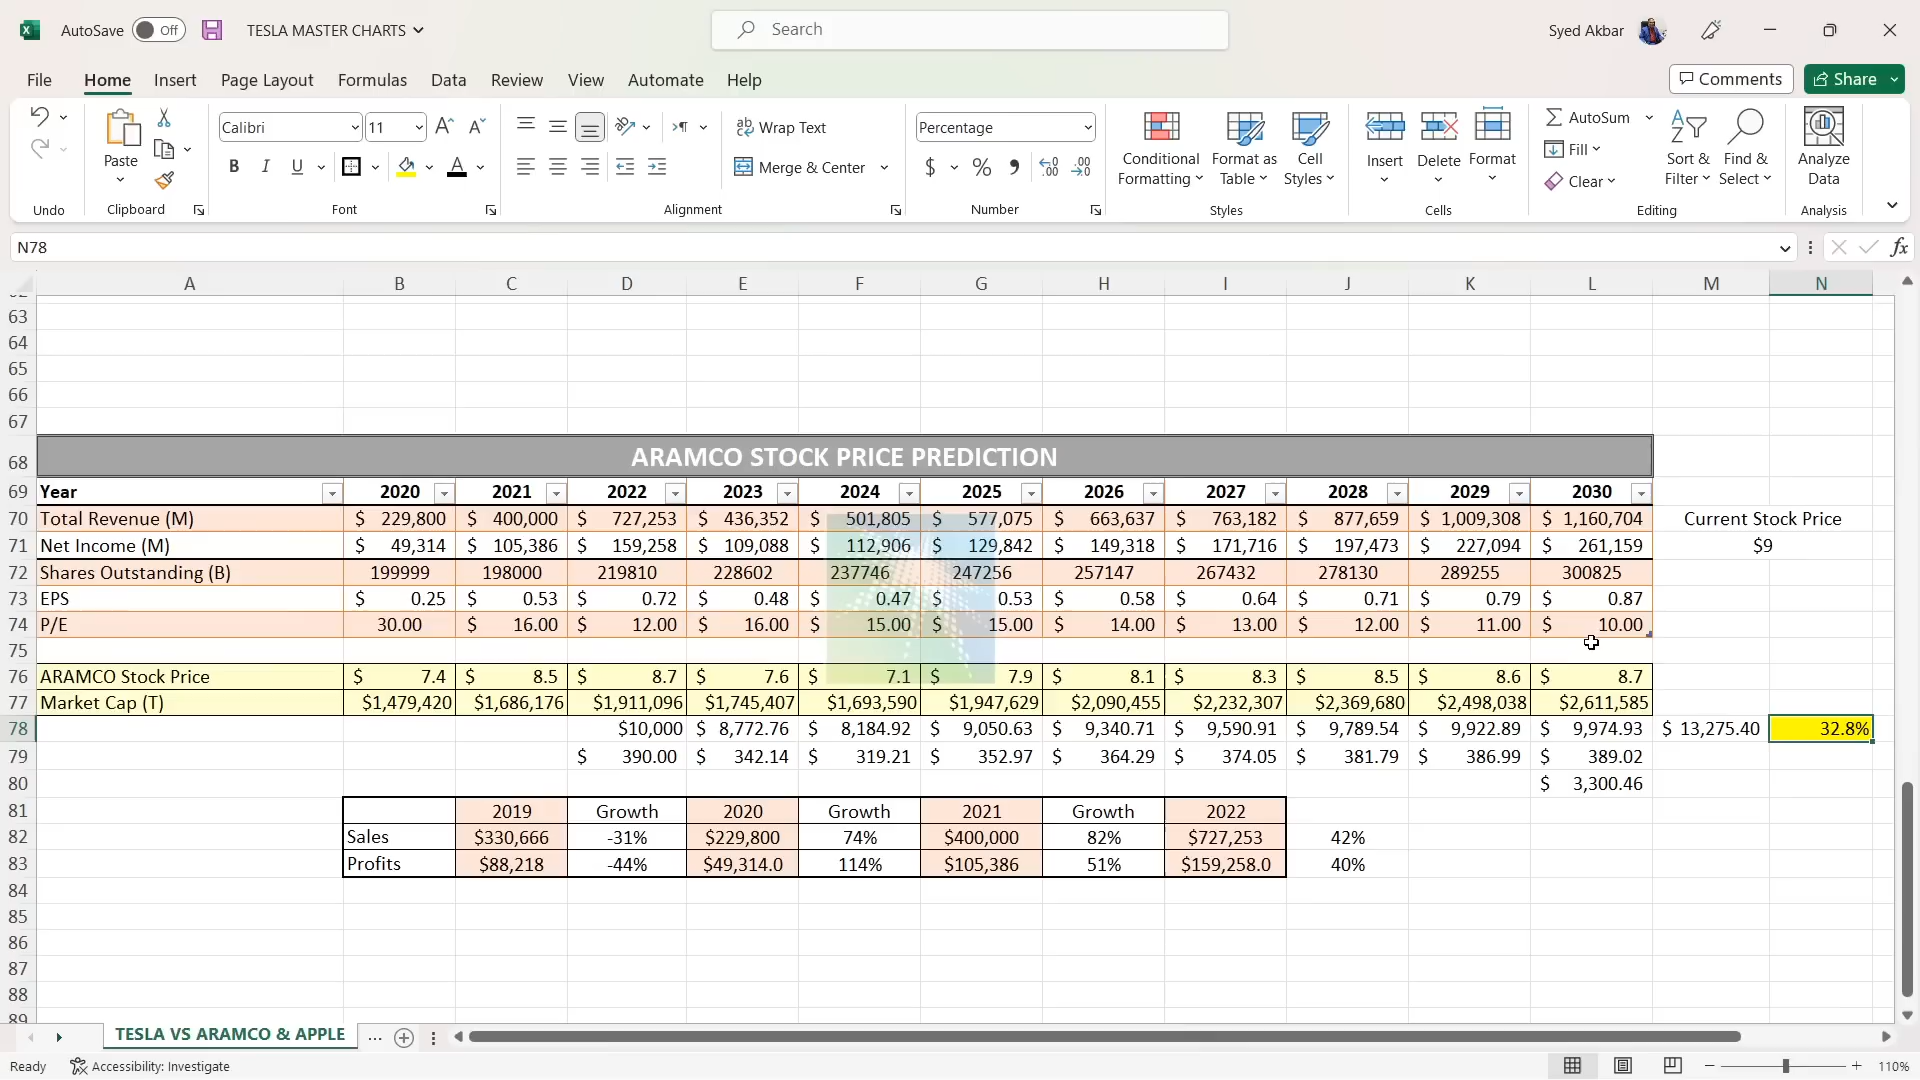 AutoSave Off TESLA MASTER CHARTS Search Syed Akbar
File Home Insert Page Layout Formulas Data Review View Automate Help Comments Share
Calibri 11 Wrap Text Percentage AutoSum
Paste Conditional Formatting Format as Table Cell Styles Insert Delete Format Fill Sort & Filter Find & Select Analyze Data
B I U Merge & Center $ % Clear
Undo Clipboard Font Alignment Number Styles Cells Editing Analysis
N78 fx
A B C D E F G H I J K L M N
63
64
65
66
67
68 ARAMCO STOCK PRICE PREDICTION
69 Year 2020 2021 2022 2023 2024 2025 2026 2027 2028 2029 2030
70 Total Revenue (M) $ 229,800 $ 400,000 $ 727,253 $ 436,352 $ 501,805 $ 577,075 $ 663,637 $ 763,182 $ 877,659 $ 1,009,308 $ 1,160,704 Current Stock Price
71 Net Income (M) $ 49,314 $ 105,386 $ 159,258 $ 109,088 $ 112,906 $ 129,842 $ 149,318 $ 171,716 $ 197,473 $ 227,094 $ 261,159 $9
72 Shares Outstanding (B) 199999 198000 219810 228602 237746 247256 257147 267432 278130 289255 300825
73 EPS $ 0.25 $ 0.53 $ 0.72 $ 0.48 $ 0.47 $ 0.53 $ 0.58 $ 0.64 $ 0.71 $ 0.79 $ 0.87
74 P/E 30.00 $ 16.00 $ 12.00 $ 16.00 $ 15.00 $ 15.00 $ 14.00 $ 13.00 $ 12.00 $ 11.00 $ 10.00
75
76 ARAMCO Stock Price $ 7.4 $ 8.5 $ 8.7 $ 7.6 $ 7.1 $ 7.9 $ 8.1 $ 8.3 $ 8.5 $ 8.6 $ 8.7
77 Market Cap (T) $1,479,420 $1,686,176 $1,911,096 $1,745,407 $1,693,590 $1,947,629 $2,090,455 $2,232,307 $2,369,680 $2,498,038 $2,611,585
78 $10,000 $ 8,772.76 $ 8,184.92 $ 9,050.63 $ 9,340.71 $ 9,590.91 $ 9,789.54 $ 9,922.89 $ 9,974.93 $ 13,275.40 32.8%
79 $ 390.00 $ 342.14 $ 319.21 $ 352.97 $ 364.29 $ 374.05 $ 381.79 $ 386.99 $ 389.02
80 $ 3,300.46
81 2019 Growth 2020 Growth 2021 Growth 2022
82 Sales $330,666 -31% $229,800 74% $400,000 82% $727,253 42%
83 Profits $88,218 -44% $49,314.0 114% $105,386 51% $159,258.0 40%
84
85
86
87
88
89
TESLA VS ARAMCO & APPLE ...
Ready Accessibility: Investigate 110%